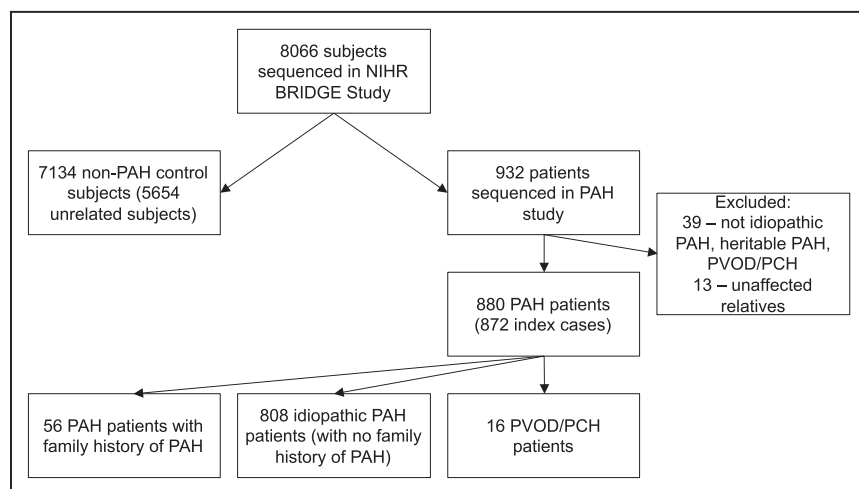 8066 subjects
sequenced in NIHR
BRIDGE Study
7134 non-PAH control
subjects (5654
unrelated subjects)
932 patients
sequenced in PAH
study
Excluded:
39 – not idiopathic
PAH, heritable PAH,
PVOD/PCH
13 – unaffected
relatives
880 PAH patients
(872 index cases)
56 PAH patients with
family history of PAH
808 idiopathic PAH
patients (with no family
history of PAH)
16 PVOD/PCH
patients